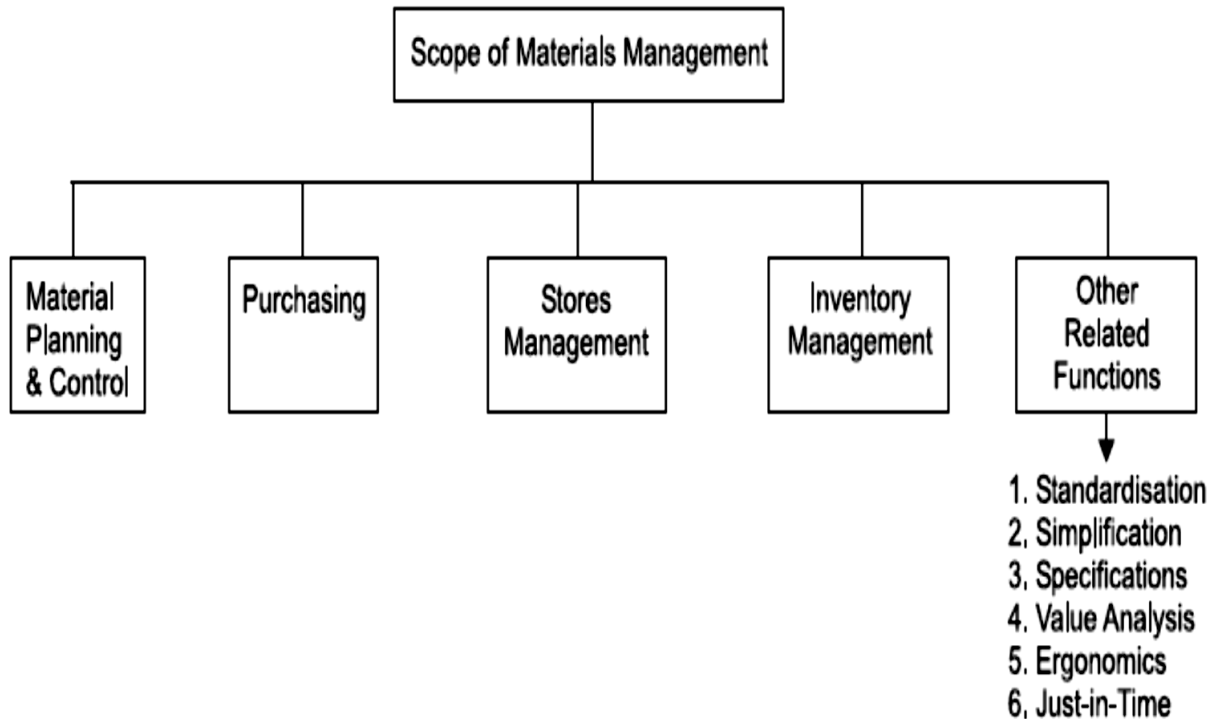 Scope of Materials Management
Material
Planning
& Control
Purchasing
Stores
Management
Inventory
Management
Other
Related
Functions
1. Standardisation
2, Simplification
3, Specifications
4. Value Analysis
5. Ergonomics
6, Just-in-Time